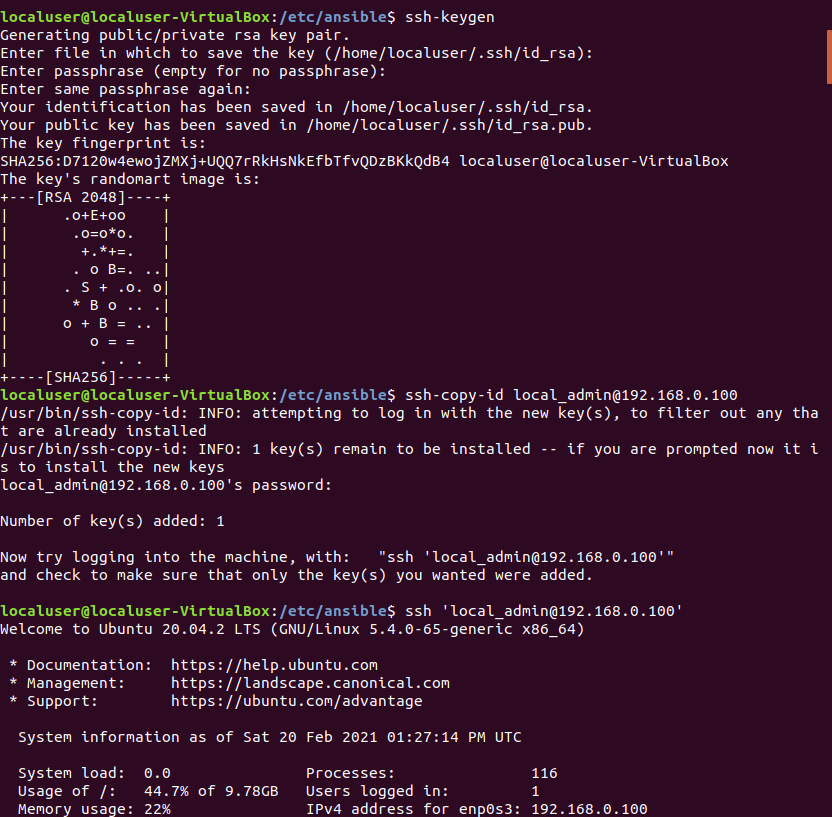 localuser@localuser-VirtualBox:/etc/ansible$ ssh-keygen
Generating public/private rsa key pair.
Enter file in which to save the key (/home/localuser/.ssh/id_rsa):
Enter passphrase (empty for no passphrase):
Enter same passphrase again:
Your identification has been saved in /home/localuser/.ssh/id_rsa.
Your public key has been saved in /home/localuser/.ssh/id_rsa.pub.
The key fingerprint is:
SHA256:D7120w4ewojZMXj+UQQ7rRkHsNkEfbTfvQDzBKkQdB4 localuser@localuser-VirtualBox
The key's randomart image is:
+---[RSA 2048]----+
|      .o+E+oo    |
|       .o=o*o.   |
|        +.*+=.   |
|       . o B=. ..|
|      . S + .o. o|
|       * B o .. .|
|      o + B = .. |
|         o = =   |
|          . . .  |
+----[SHA256]-----+
localuser@localuser-VirtualBox:/etc/ansible$ ssh-copy-id local_admin@192.168.0.100
/usr/bin/ssh-copy-id: INFO: attempting to log in with the new key(s), to filter out any tha
t are already installed
/usr/bin/ssh-copy-id: INFO: 1 key(s) remain to be installed -- if you are prompted now it i
s to install the new keys
local_admin@192.168.0.100's password:
Number of key(s) added: 1
Now try logging into the machine, with:   "ssh 'local_admin@192.168.0.100'"
and check to make sure that only the key(s) you wanted were added.
localuser@localuser-VirtualBox:/etc/ansible$ ssh 'local_admin@192.168.0.100'
Welcome to Ubuntu 20.04.2 LTS (GNU/Linux 5.4.0-65-generic x86_64)
 * Documentation:  https://help.ubuntu.com
 * Management:     https://landscape.canonical.com
 * Support:        https://ubuntu.com/advantage
  System information as of Sat 20 Feb 2021 01:27:14 PM UTC
  System load:  0.0               Processes:               116
  Usage of /:   44.7% of 9.78GB   Users logged in:         1
  Memory usage: 22%               IPv4 address for enp0s3: 192.168.0.100